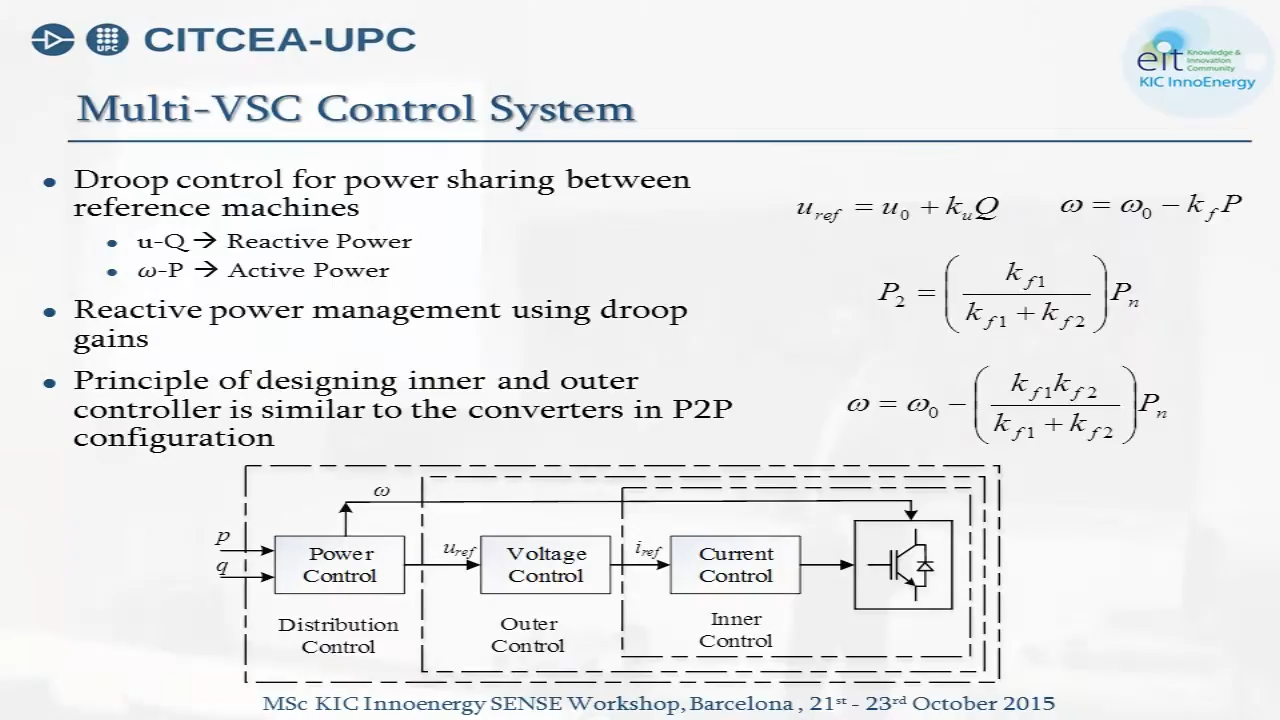 UPC
CITCEA-UPC
eit Knowledge &
Innovation
Community
KIC InnoEnergy
Multi-VSC Control System
• Droop control for power sharing between
reference machines
• u-Q → Reactive Power
• ω-P → Active Power
• Reactive power management using droop
gains
• Principle of designing inner and outer
controller is similar to the converters in P2P
configuration
u_ref = u_0 + k_u Q    ω = ω_0 − k_f P
P_2 = ( k_f1 / (k_f1 + k_f2) ) P_n
ω = ω_0 − ( k_f1 k_f2 / (k_f1 + k_f2) ) P_n
ω
p
q
Power
Control
u_ref
Voltage
Control
i_ref
Current
Control
Distribution
Control
Outer
Control
Inner
Control
MSc KIC Innoenergy SENSE Workshop, Barcelona , 21st - 23rd October 2015